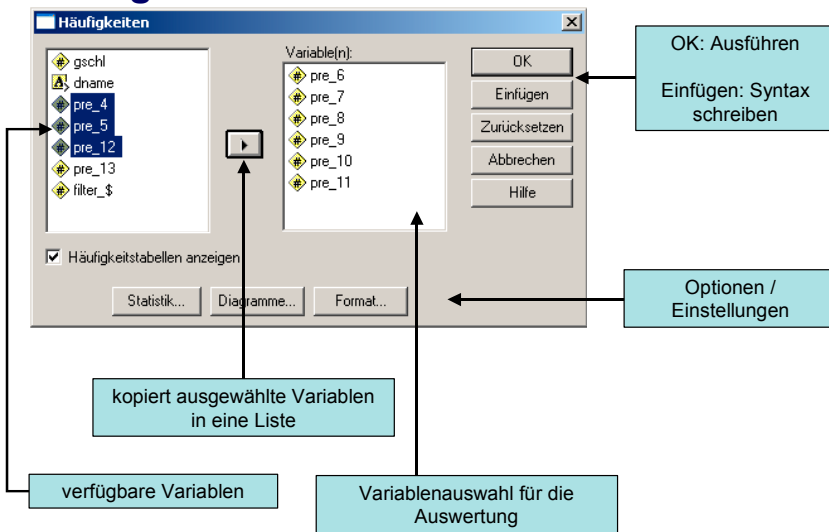 Häufigkeiten
gschl
dname
pre_4
pre_5
pre_12
pre_13
filter_$
Variable(n):
pre_6
pre_7
pre_8
pre_9
pre_10
pre_11
OK
Einfügen
Zurücksetzen
Abbrechen
Hilfe
Häufigkeitstabellen anzeigen
Statistik...
Diagramme...
Format...
OK: Ausführen
Einfügen: Syntax
schreiben
Optionen /
Einstellungen
kopiert ausgewählte Variablen
in eine Liste
verfügbare Variablen
Variablenauswahl für die
Auswertung